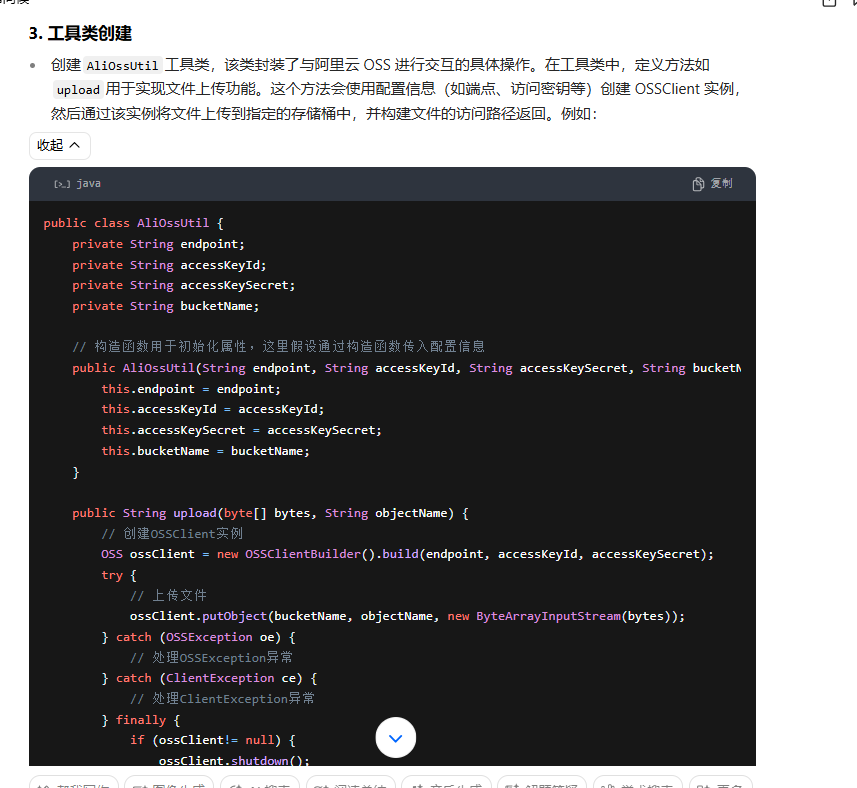 3. 工具类创建
创建 AliOssUtil 工具类，该类封装了与阿里云 OSS 进行交互的具体操作。在工具类中，定义方法如
upload 用于实现文件上传功能。这个方法会使用配置信息（如端点、访问密钥等）创建 OSSClient 实例，
然后通过该实例将文件上传到指定的存储桶中，并构建文件的访问路径返回。例如：
收起
java
复制
public class AliOssUtil {
    private String endpoint;
    private String accessKeyId;
    private String accessKeySecret;
    private String bucketName;
    // 构造函数用于初始化属性，这里假设通过构造函数传入配置信息
    public AliOssUtil(String endpoint, String accessKeyId, String accessKeySecret, String bucketN
        this.endpoint = endpoint;
        this.accessKeyId = accessKeyId;
        this.accessKeySecret = accessKeySecret;
        this.bucketName = bucketName;
    }
    public String upload(byte[] bytes, String objectName) {
        // 创建OSSClient实例
        OSS ossClient = new OSSClientBuilder().build(endpoint, accessKeyId, accessKeySecret);
        try {
            // 上传文件
            ossClient.putObject(bucketName, objectName, new ByteArrayInputStream(bytes));
        } catch (OSSException oe) {
            // 处理OSSException异常
        } catch (ClientException ce) {
            // 处理ClientException异常
        } finally {
            if (ossClient!= null) {
                ossClient.shutdown();